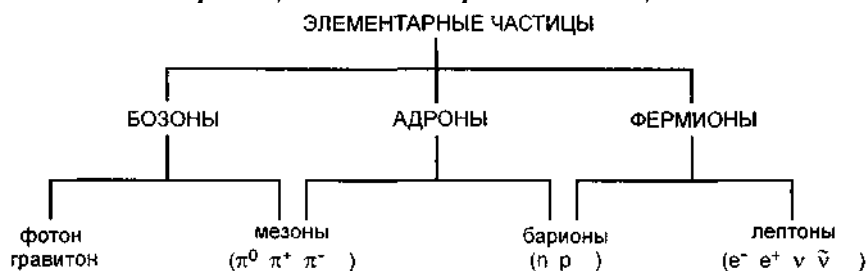 ЭЛЕМЕНТАРНЫЕ ЧАСТИЦЫ
БОЗОНЫ АДРОНЫ ФЕРМИОНЫ
фотон мезоны барионы лептоны
гравитон (π⁰ π⁺ π⁻ ) (n p ) (e⁻ e⁺ ν ν̃ )